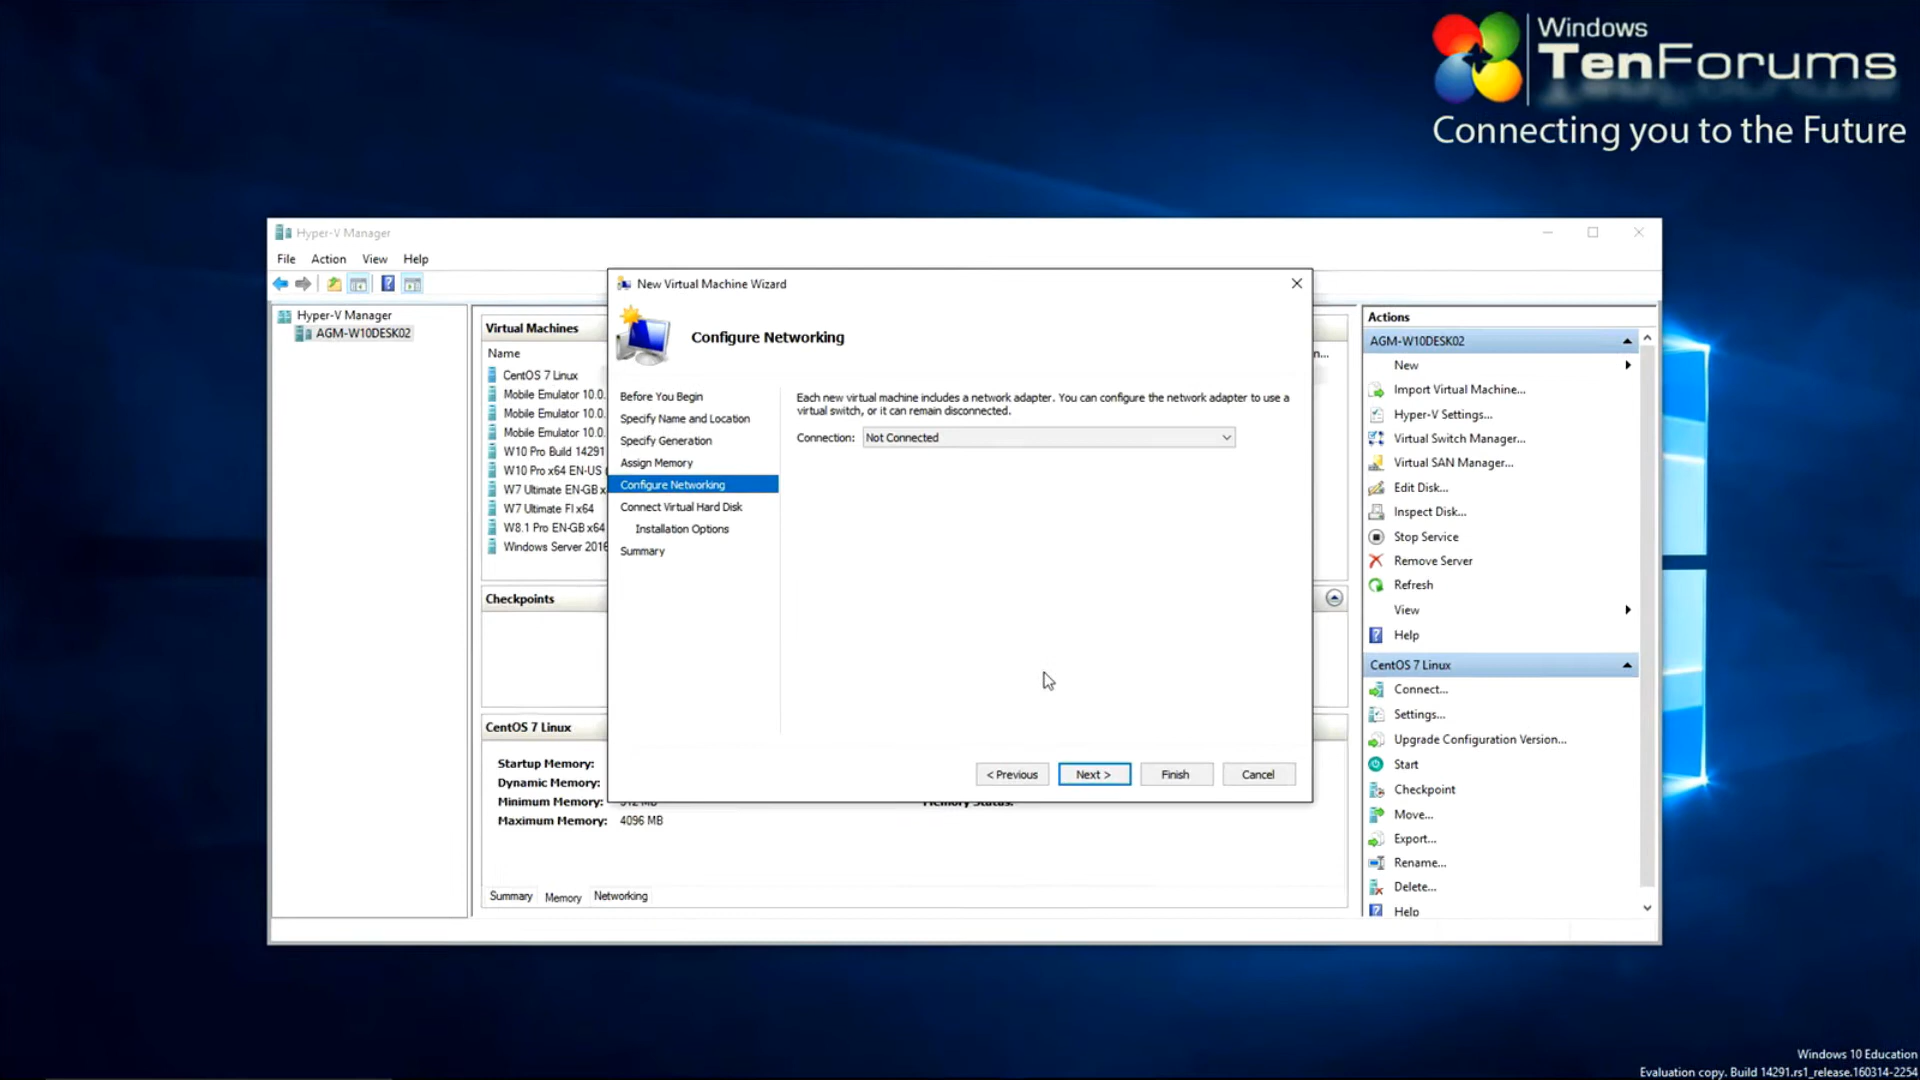 Windows
TenForums
Connecting you to the Future
Hyper-V Manager
File Action View Help
Hyper-V Manager
AGM-W10DESK02
Virtual Machines
Name
CentOS 7 Linux
Mobile Emulator 10.0.
Mobile Emulator 10.0.
Mobile Emulator 10.0.
W10 Pro Build 14291
W10 Pro x64 EN-US (
W7 Ultimate EN-GB x
W7 Ultimate FI x64
W8.1 Pro EN-GB x64
Windows Server 2016
Checkpoints
CentOS 7 Linux
Startup Memory:
Dynamic Memory:
Minimum Memory: 512 MB
Maximum Memory: 4096 MB
Memory Status:
Summary Memory Networking
New Virtual Machine Wizard
Configure Networking
Before You Begin
Specify Name and Location
Specify Generation
Assign Memory
Configure Networking
Connect Virtual Hard Disk
Installation Options
Summary
Each new virtual machine includes a network adapter. You can configure the network adapter to use a
virtual switch, or it can remain disconnected.
Connection: Not Connected
< Previous Next > Finish Cancel
n...
Actions
AGM-W10DESK02
New
Import Virtual Machine...
Hyper-V Settings...
Virtual Switch Manager...
Virtual SAN Manager...
Edit Disk...
Inspect Disk...
Stop Service
Remove Server
Refresh
View
Help
CentOS 7 Linux
Connect...
Settings...
Upgrade Configuration Version...
Start
Checkpoint
Move...
Export...
Rename...
Delete...
Help
Windows 10 Education
Evaluation copy. Build 14291.rs1_release.160314-2254